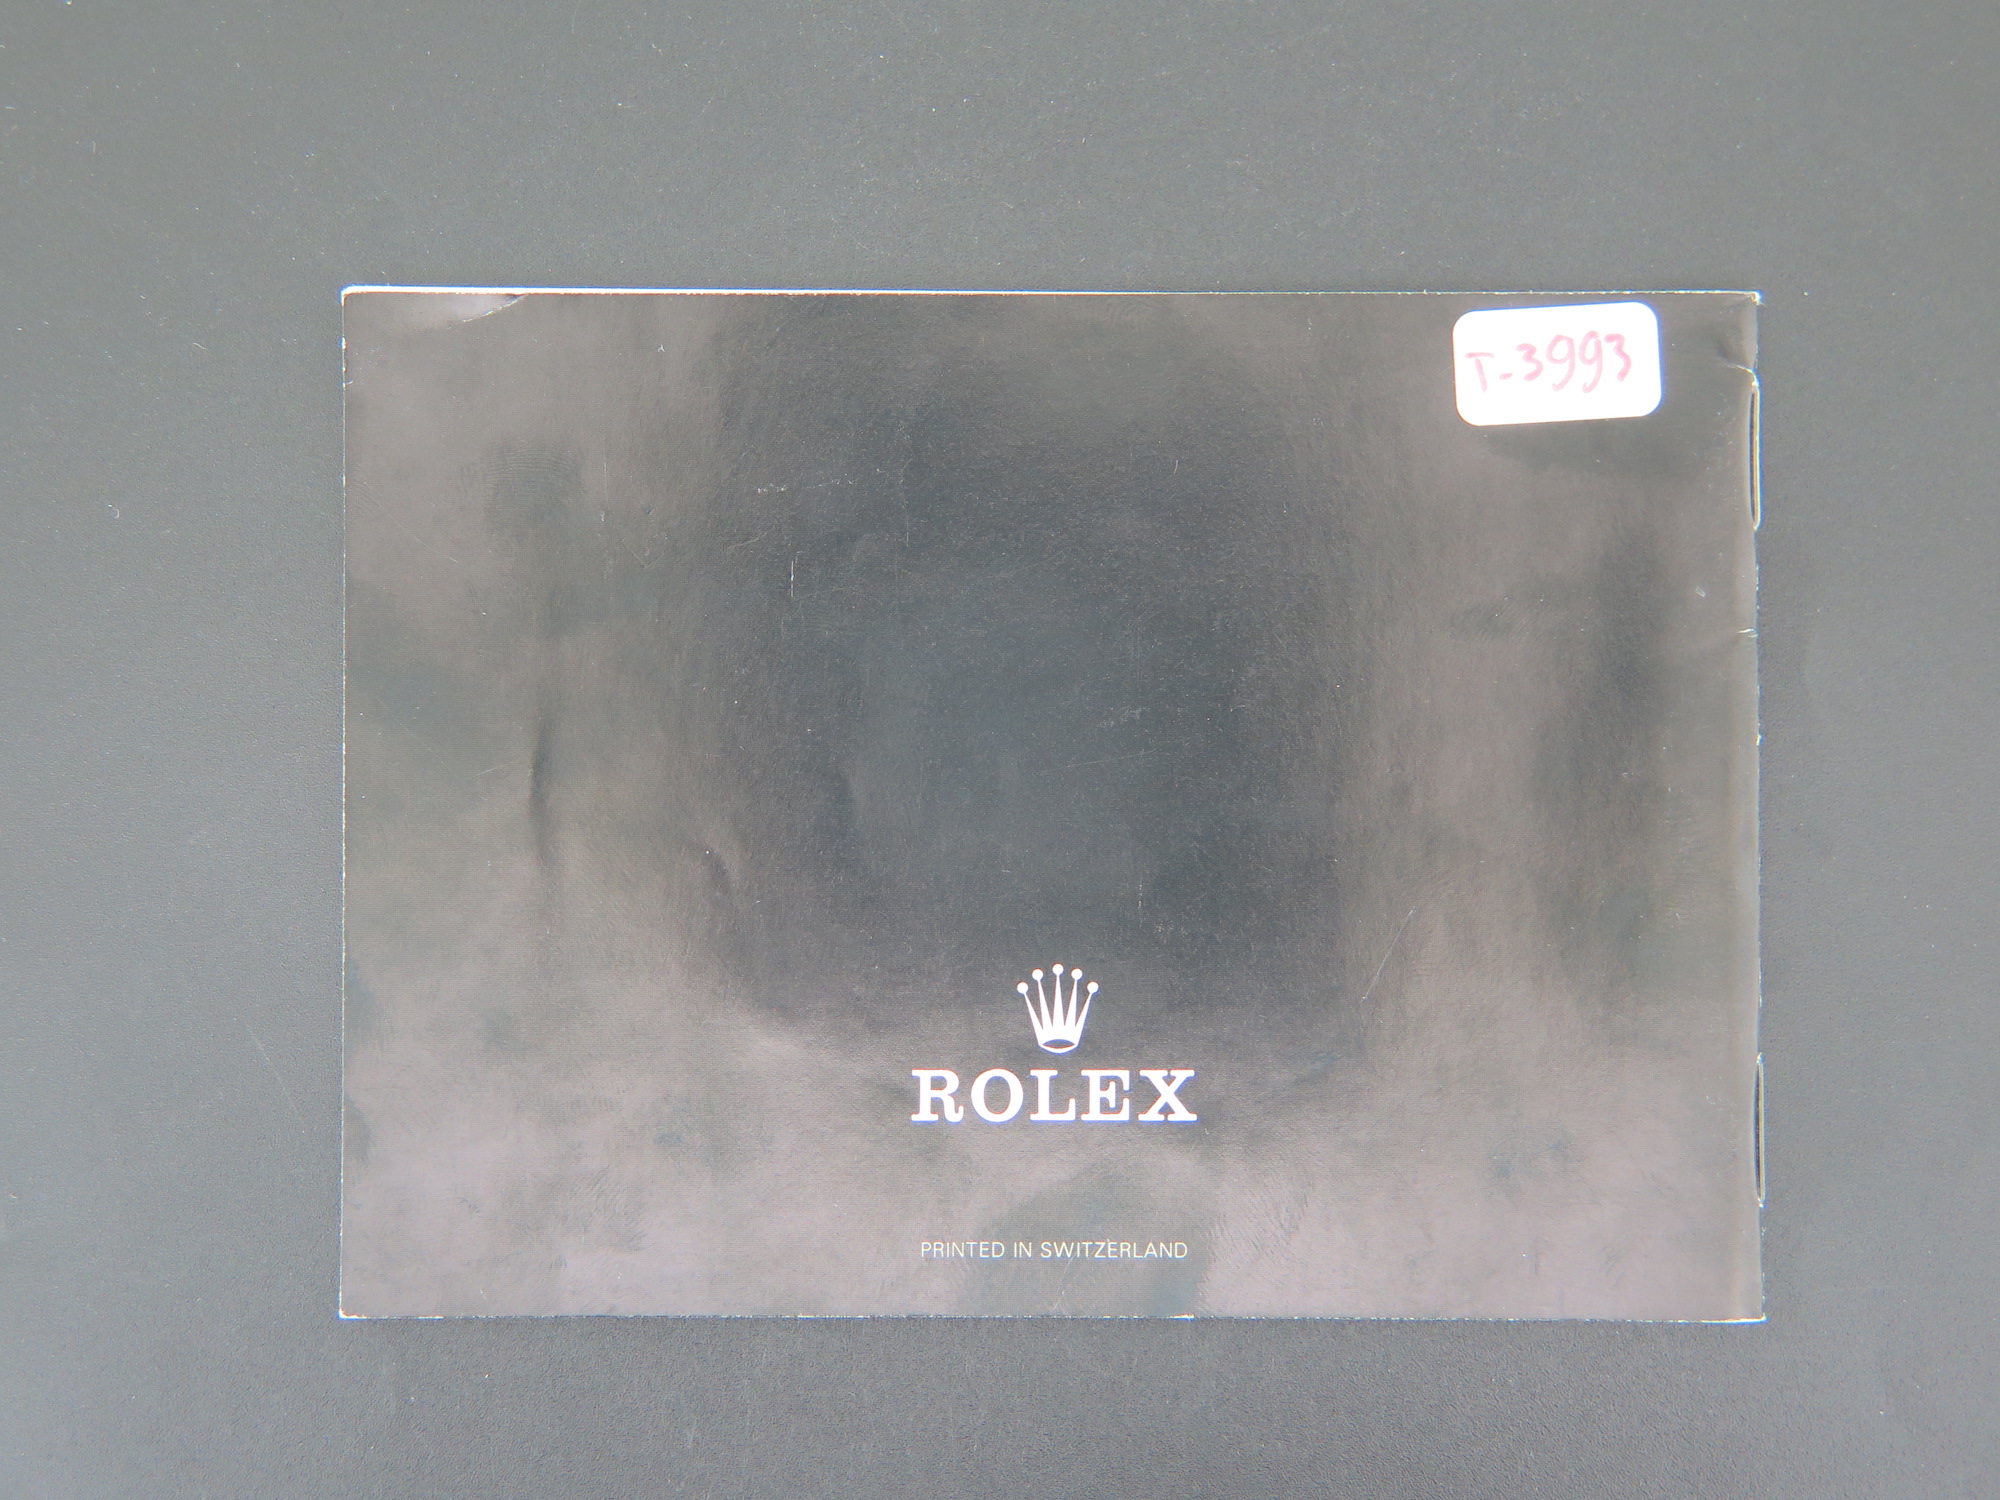 T-3993
ROLEX
PRINTED IN SWITZERLAND